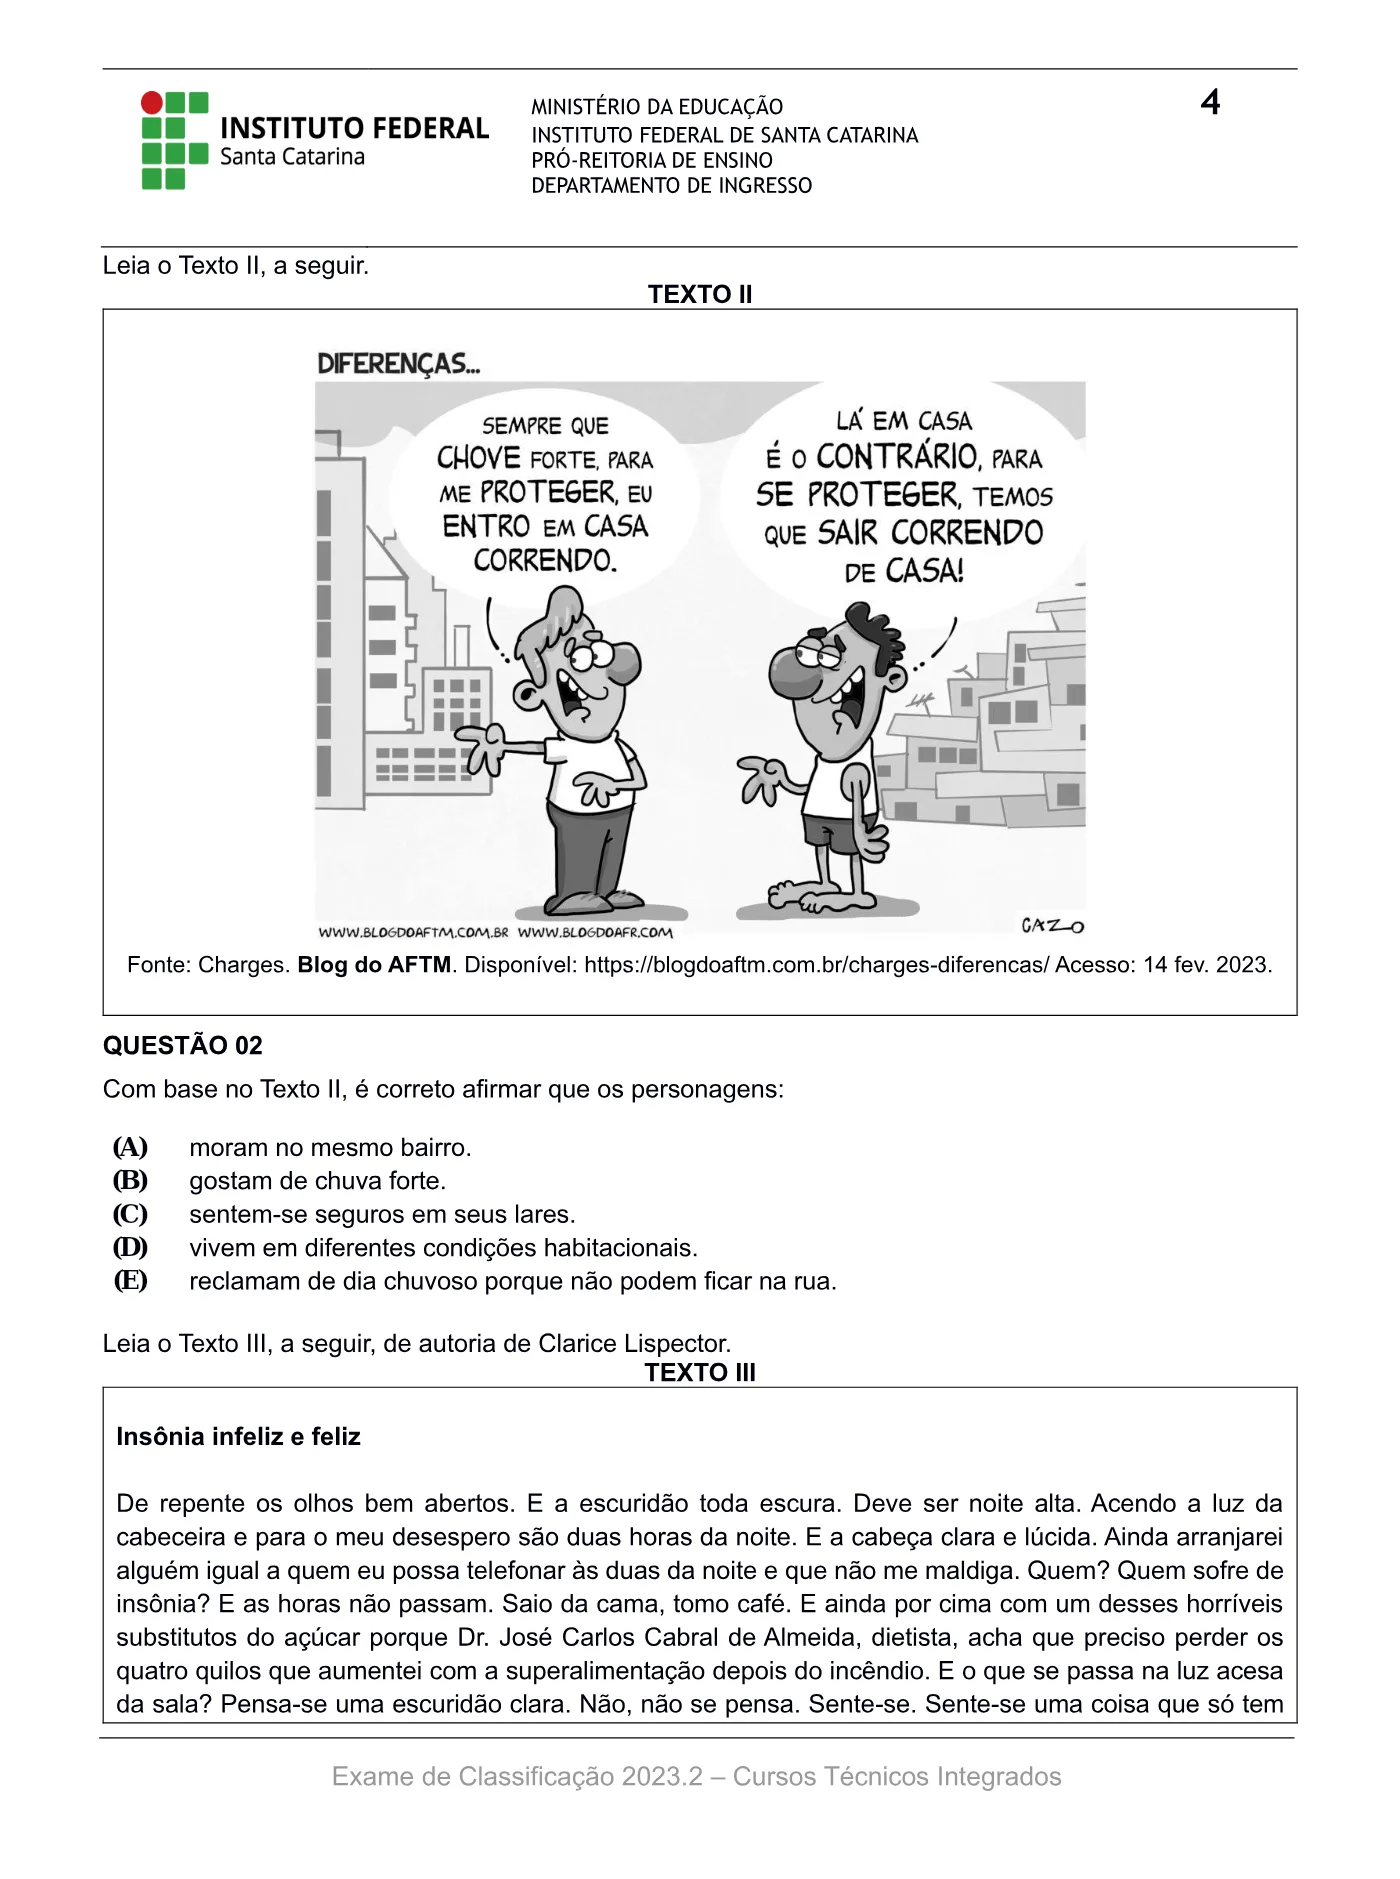 INSTITUTO FEDERAL
Santa Catarina
MINISTÉRIO DA EDUCAÇÃO
INSTITUTO FEDERAL DE SANTA CATARINA
PRÓ-REITORIA DE ENSINO
DEPARTAMENTO DE INGRESSO
4
Leia o Texto II, a seguir.
TEXTO II
DIFERENÇAS...
SEMPRE QUE
CHOVE FORTE, PARA
ME PROTEGER, EU
ENTRO EM CASA
CORRENDO.
LÁ EM CASA
É O CONTRÁRIO, PARA
SE PROTEGER, TEMOS
QUE SAIR CORRENDO
DE CASA!
WWW.BLOGDOAFTM.COM.BR WWW.BLOGDOAFR.COM
CAZO
Fonte: Charges. Blog do AFTM. Disponível: https://blogdoaftm.com.br/charges-diferencas/ Acesso: 14 fev. 2023.
QUESTÃO 02
Com base no Texto II, é correto afirmar que os personagens:
(A) moram no mesmo bairro.
(B) gostam de chuva forte.
(C) sentem-se seguros em seus lares.
(D) vivem em diferentes condições habitacionais.
(E) reclamam de dia chuvoso porque não podem ficar na rua.
Leia o Texto III, a seguir, de autoria de Clarice Lispector.
TEXTO III
Insônia infeliz e feliz
De repente os olhos bem abertos. E a escuridão toda escura. Deve ser noite alta. Acendo a luz da
cabeceira e para o meu desespero são duas horas da noite. E a cabeça clara e lúcida. Ainda arranjarei
alguém igual a quem eu possa telefonar às duas da noite e que não me maldiga. Quem? Quem sofre de
insônia? E as horas não passam. Saio da cama, tomo café. E ainda por cima com um desses horríveis
substitutos do açúcar porque Dr. José Carlos Cabral de Almeida, dietista, acha que preciso perder os
quatro quilos que aumentei com a superalimentação depois do incêndio. E o que se passa na luz acesa
da sala? Pensa-se uma escuridão clara. Não, não se pensa. Sente-se. Sente-se uma coisa que só tem
Exame de Classificação 2023.2 – Cursos Técnicos Integrados